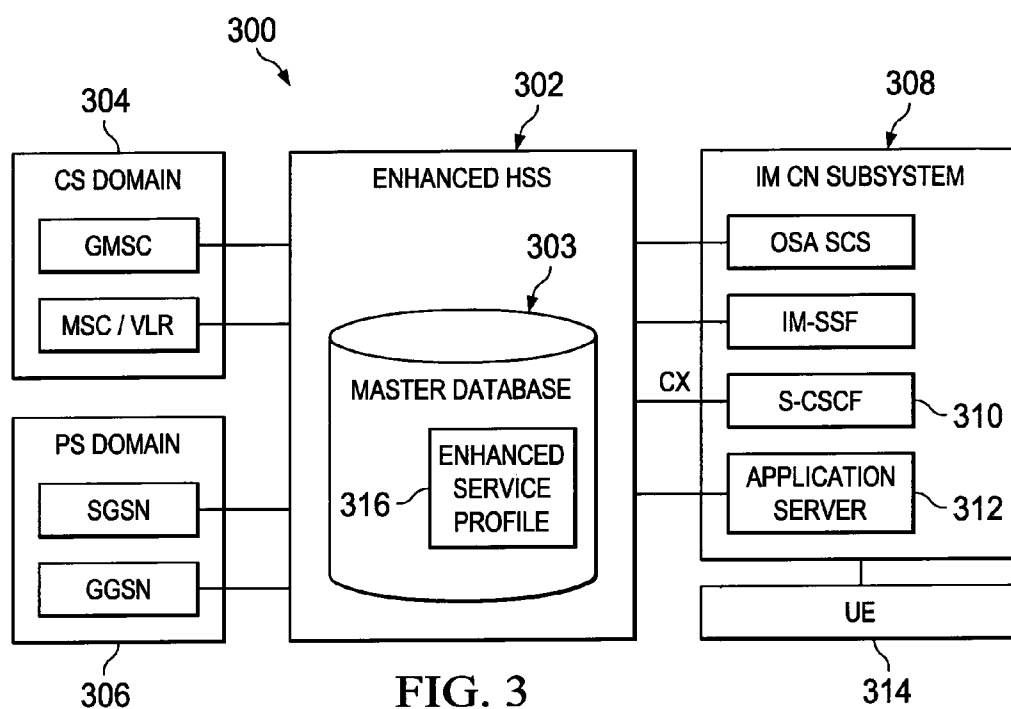 300
304
CS DOMAIN
GMSC
MSC / VLR
PS DOMAIN
SGSN
GGSN
306
302
ENHANCED HSS
303
MASTER DATABASE
316
ENHANCED
SERVICE
PROFILE
CX
308
IM CN SUBSYSTEM
OSA SCS
IM-SSF
S-CSCF
310
APPLICATION
SERVER
312
UE
314
FIG. 3